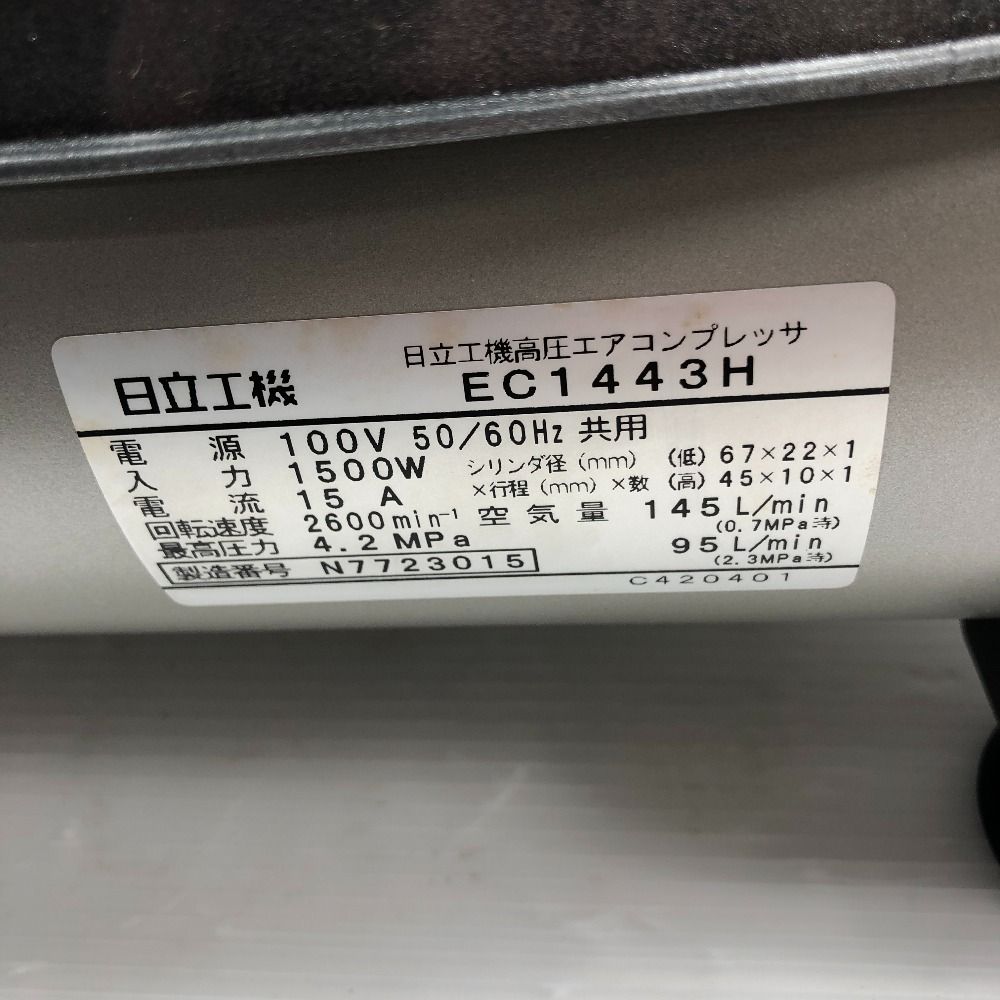 日立工機高圧エアコンプレッサ
日立工機 EC1443H
電源 100V 50/60Hz 共用
入力 1500W
電流 15 A
回転速度 2600min⁻¹
最高圧力 4.2 MPa
製造番号 N7723015
シリンダ径(mm) (低) 67×22×1
×行程(mm)×数 (高) 45×10×1
空気量 145 L/min
(0.7MPa時)
95 L/min
(2.3MPa時)
C420401